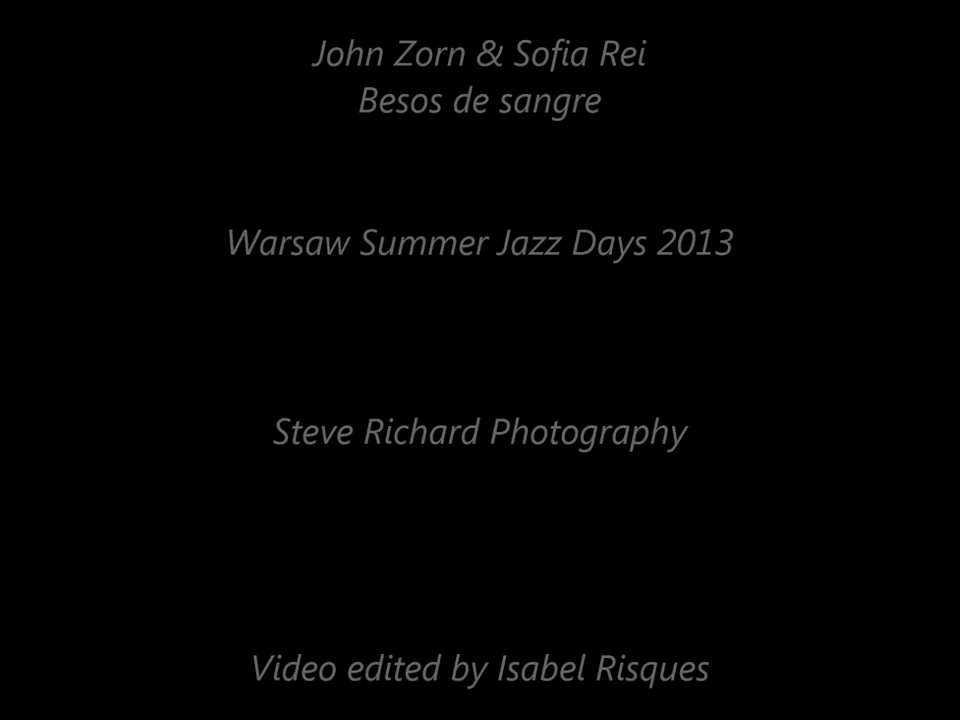 John Zorn & Sofia Rei
Besos de sangre
Warsaw Summer Jazz Days 2013
Steve Richard Photography
Video edited by Isabel Risques